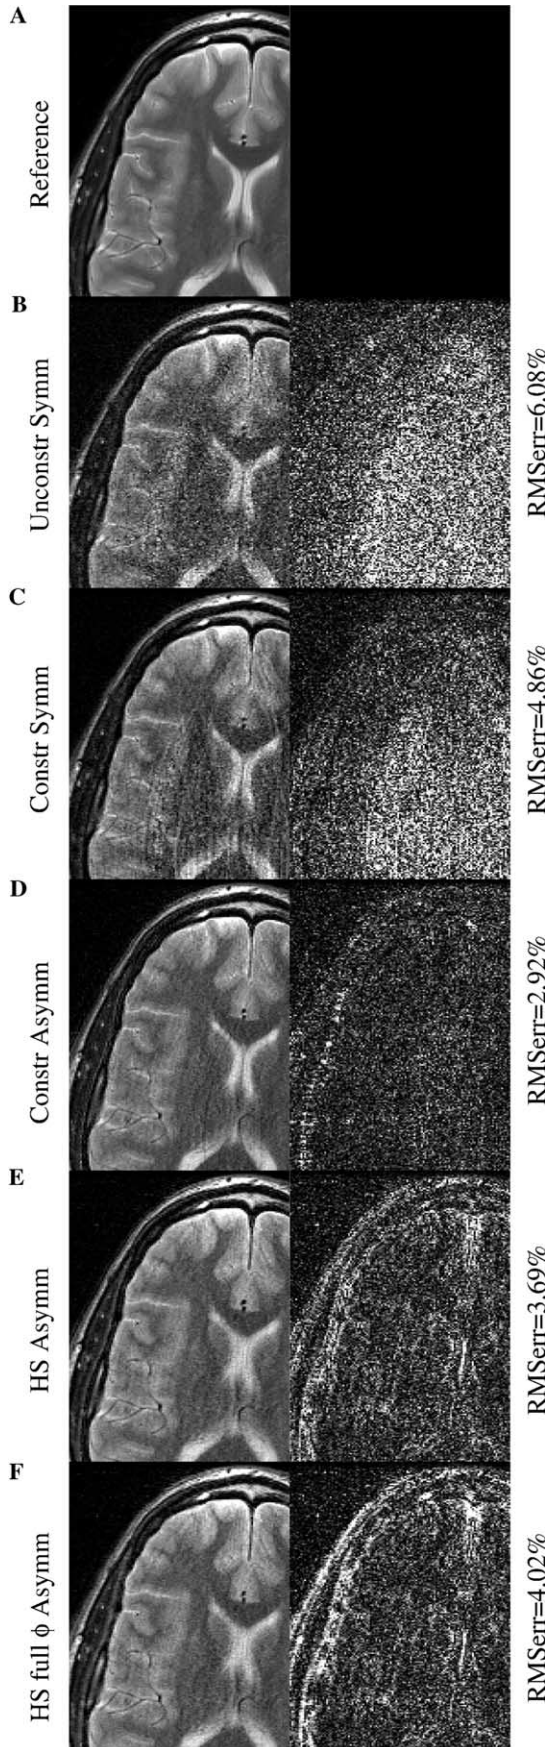 A
Reference
B
Unconstr Symm
RMSerr=6.08%
C
Constr Symm
RMSerr=4.86%
D
Constr Asymm
RMSerr=2.92%
E
HS Asymm
RMSerr=3.69%
F
HS full ϕ Asymm
RMSerr=4.02%